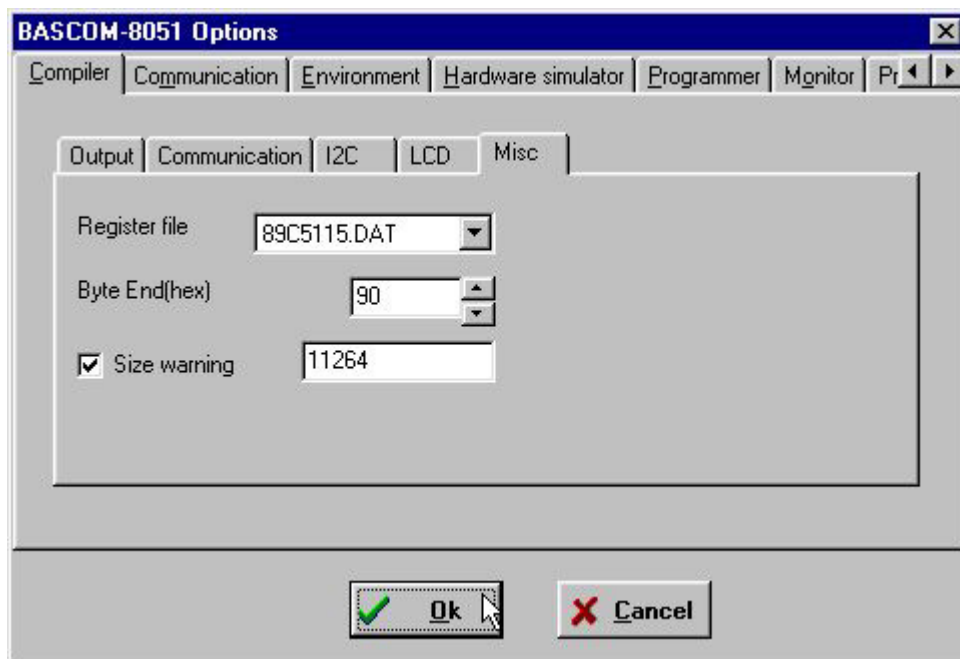 BASCOM-8051 Options
Compiler Communication Environment Hardware simulator Programmer Monitor Pr
Output Communication I2C LCD Misc
Register file 89C5115.DAT
Byte End(hex) 90
Size warning 11264
Ok Cancel